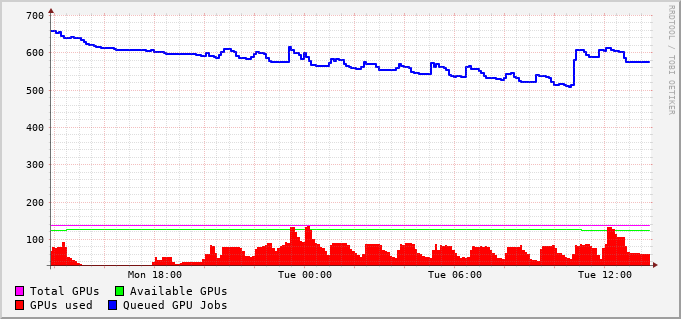 700
600
500
400
300
200
100
Mon 18:00 Tue 00:00 Tue 06:00 Tue 12:00
Total GPUs Available GPUs
GPUs used Queued GPU Jobs
RRDTOOL / TOBI OETIKER